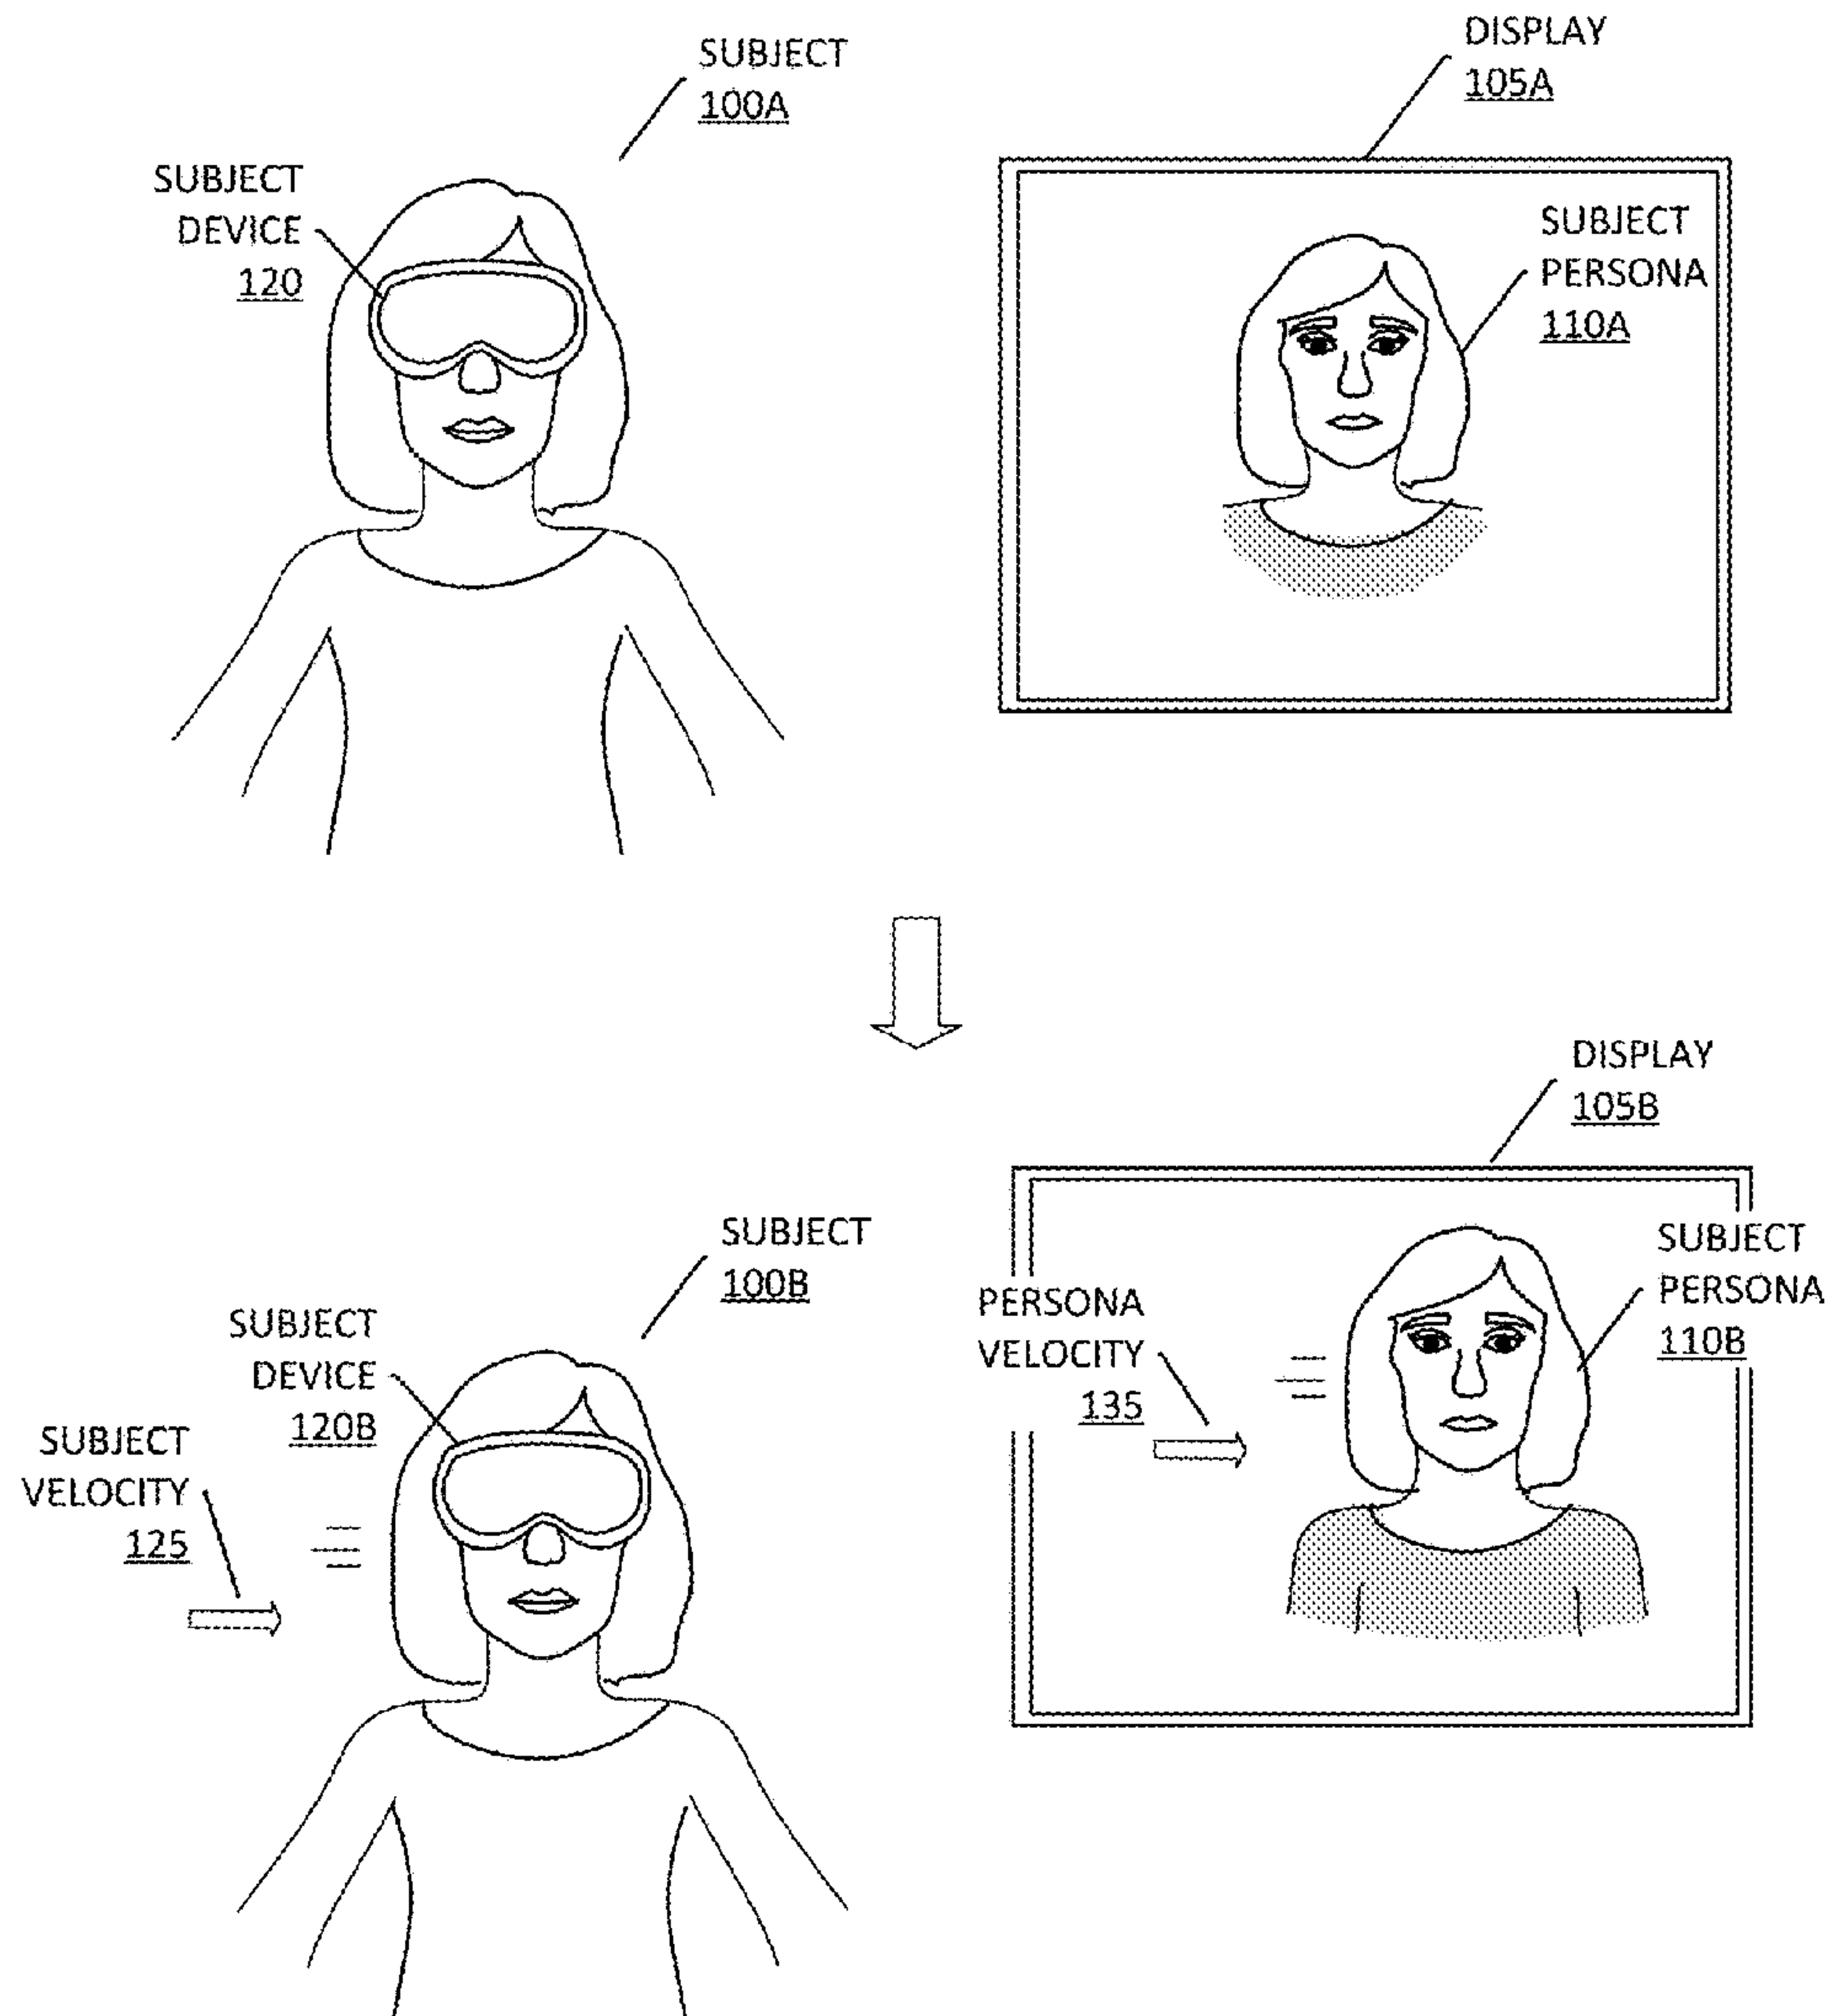 SUBJECT
100A
DISPLAY
105A
SUBJECT
DEVICE
120
SUBJECT
PERSONA
110A
DISPLAY
105B
SUBJECT
100B
SUBJECT
PERSONA
110B
PERSONA
VELOCITY
135
SUBJECT
DEVICE
120B
SUBJECT
VELOCITY
125